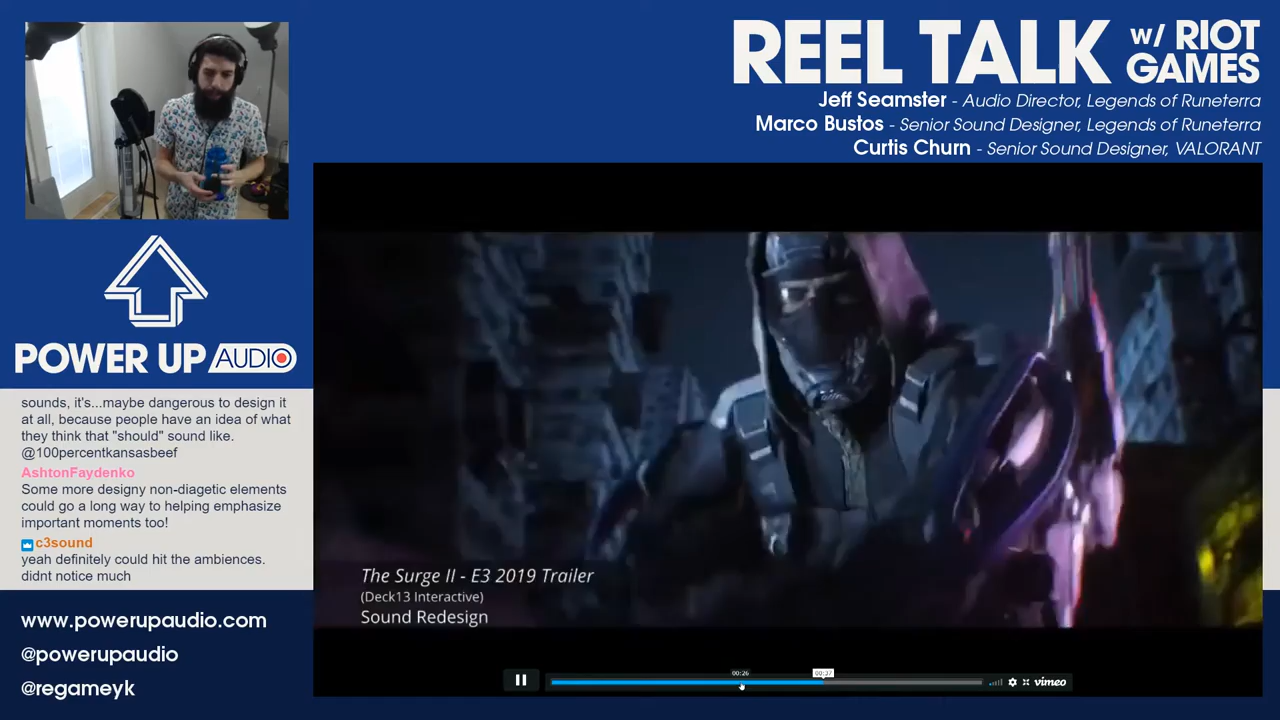 REEL TALK w/ RIOT GAMES
Jeff Seamster - Audio Director, Legends of Runeterra
Marco Bustos - Senior Sound Designer, Legends of Runeterra
Curtis Churn - Senior Sound Designer, VALORANT
POWER UP AUDIO
sounds, it's...maybe dangerous to design it
at all, because people have an idea of what
they think that "should" sound like.
@100percentkansasbeef
AshtonFaydenko
Some more designy non-diagetic elements
could go a long way to helping emphasize
important moments too!
c3sound
yeah definitely could hit the ambiences.
didnt notice much
www.powerupaudio.com
@powerupaudio
@regameyk
The Surge II - E3 2019 Trailer
(Deck13 Interactive)
Sound Redesign
00:26
00:37
vimeo